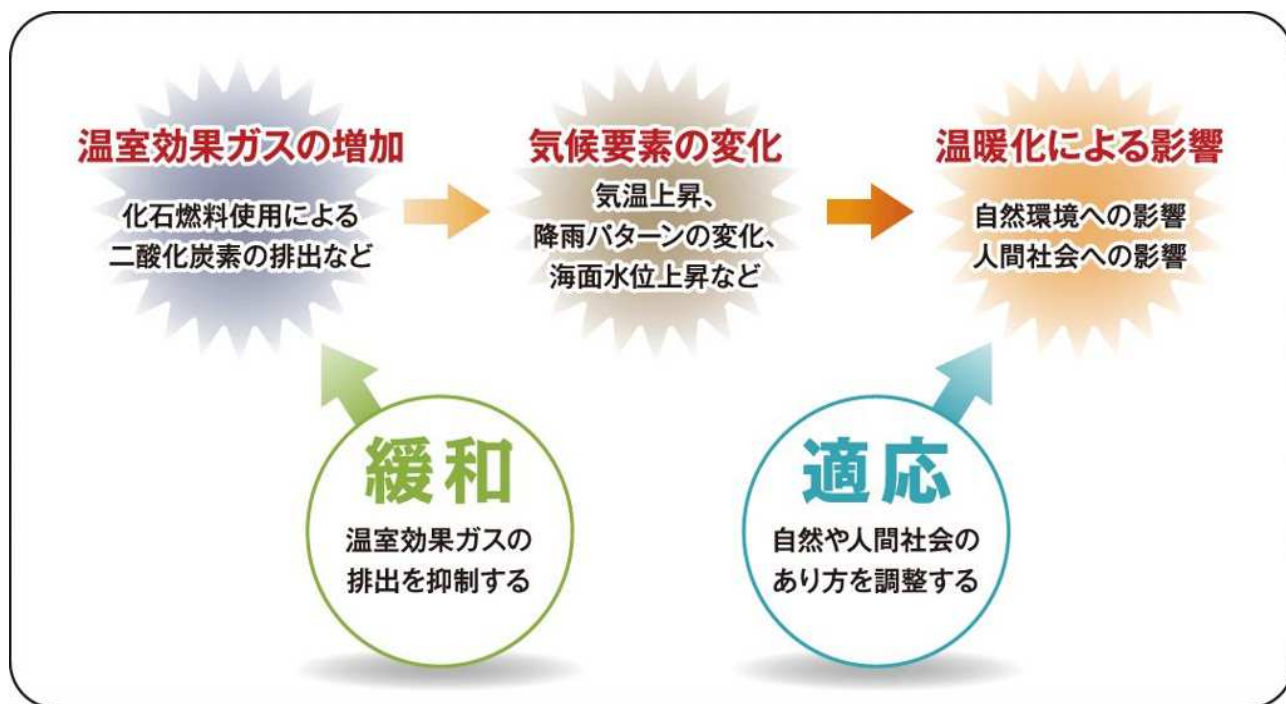 温室効果ガスの増加
化石燃料使用による
二酸化炭素の排出など
気候要素の変化
気温上昇、
降雨パターンの変化、
海面水位上昇など
温暖化による影響
自然環境への影響
人間社会への影響
緩和
温室効果ガスの
排出を抑制する
適応
自然や人間社会の
あり方を調整する